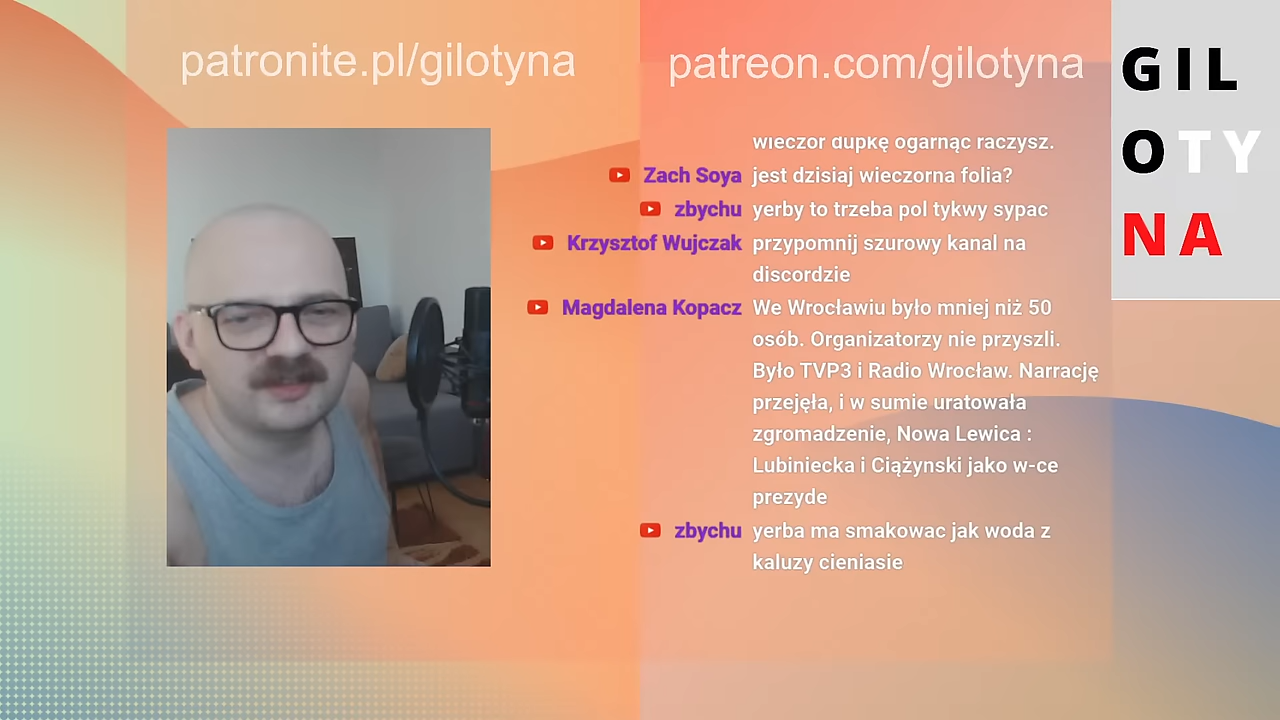 patronite.pl/gilotyna
patreon.com/gilotyna
GIL
OTY
NA
wieczor dupkę ogarnąc raczysz.
Zach Soya jest dzisiaj wieczorna folia?
zbychu yerby to trzeba pol tykwy sypac
Krzysztof Wujczak przypomnij szurowy kanal na
discordzie
Magdalena Kopacz We Wrocławiu było mniej niż 50
osób. Organizatorzy nie przyszli.
Było TVP3 i Radio Wrocław. Narrację
przejęła, i w sumie uratowała
zgromadzenie, Nowa Lewica :
Lubiniecka i Ciążynski jako w-ce
prezyde
zbychu yerba ma smakowac jak woda z
kaluzy cieniasie